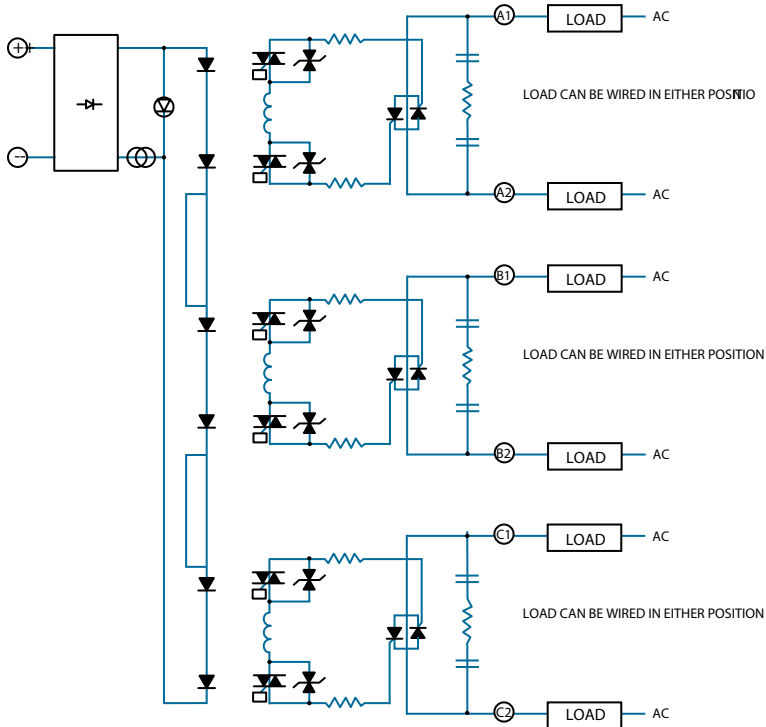 A1 LOAD AC
+
LOAD CAN BE WIRED IN EITHER POSITION
--
A2 LOAD AC
B1 LOAD AC
LOAD CAN BE WIRED IN EITHER POSITION
B2 LOAD AC
C1 LOAD AC
LOAD CAN BE WIRED IN EITHER POSITION
C2 LOAD AC